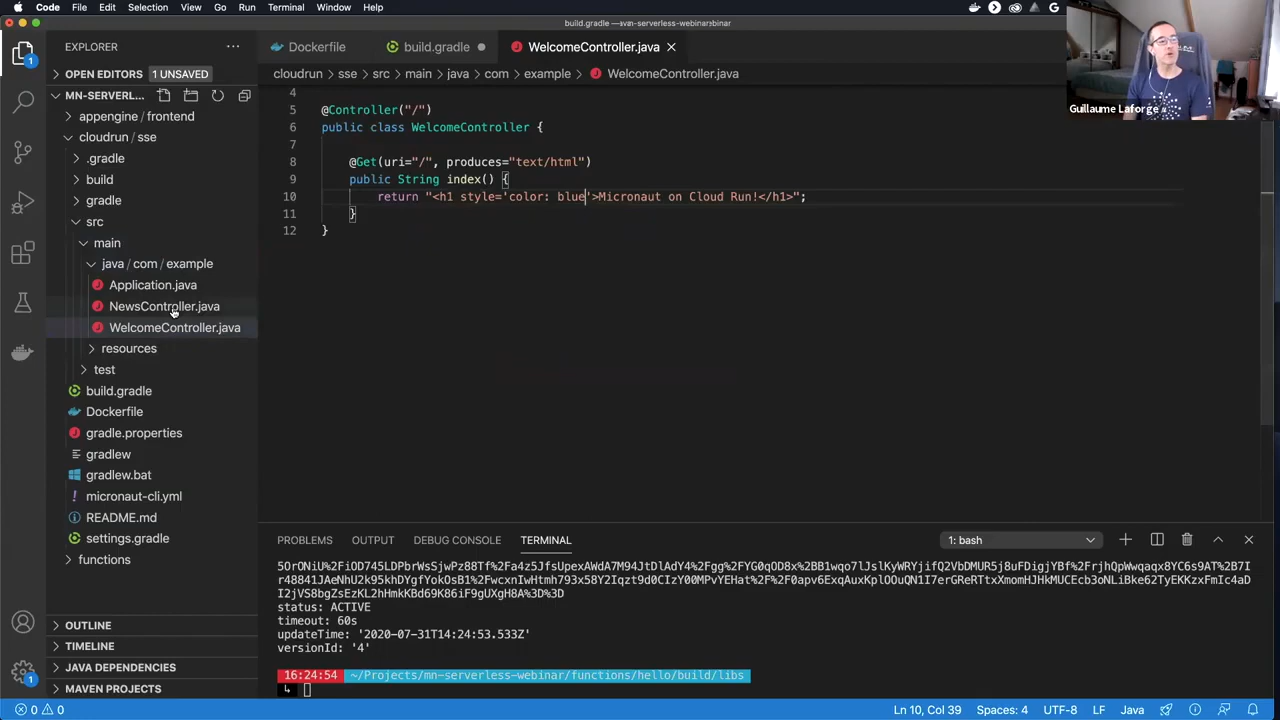 Code File Edit Selection View Go Run Terminal Window Help
build.gradle
EXPLORER
Dockerfile
build.gradle
WelcomeController.java
OPEN EDITORS 1 UNSAVED
cloudrun > sse > src > main > java > com > example > WelcomeController.java
MN-SERVERL...
appengine / frontend
cloudrun / sse
.gradle
build
gradle
src
main
java / com / example
Application.java
NewsController.java
WelcomeController.java
resources
test
build.gradle
Dockerfile
gradle.properties
gradlew
gradlew.bat
micronaut-cli.yml
README.md
settings.gradle
functions
OUTLINE
TIMELINE
JAVA DEPENDENCIES
MAVEN PROJECTS
Guillaume Laforge
4
5 @Controller("/")
6 public class WelcomeController {
7
8 @Get(uri="/", produces="text/html")
9 public String index() {
10 return "<h1 style='color: blue'>Micronaut on Cloud Run!</h1>";
11 }
12 }
PROBLEMS OUTPUT DEBUG CONSOLE TERMINAL 1: bash
status: ACTIVE
timeout: 60s
updateTime: '2020-07-31T14:24:53.533Z'
versionId: '4'
16:24:54 ~/Projects/mn-serverless-webinar/functions/hello/build/libs
0 0 Ln 10, Col 39 Spaces: 4 UTF-8 LF Java